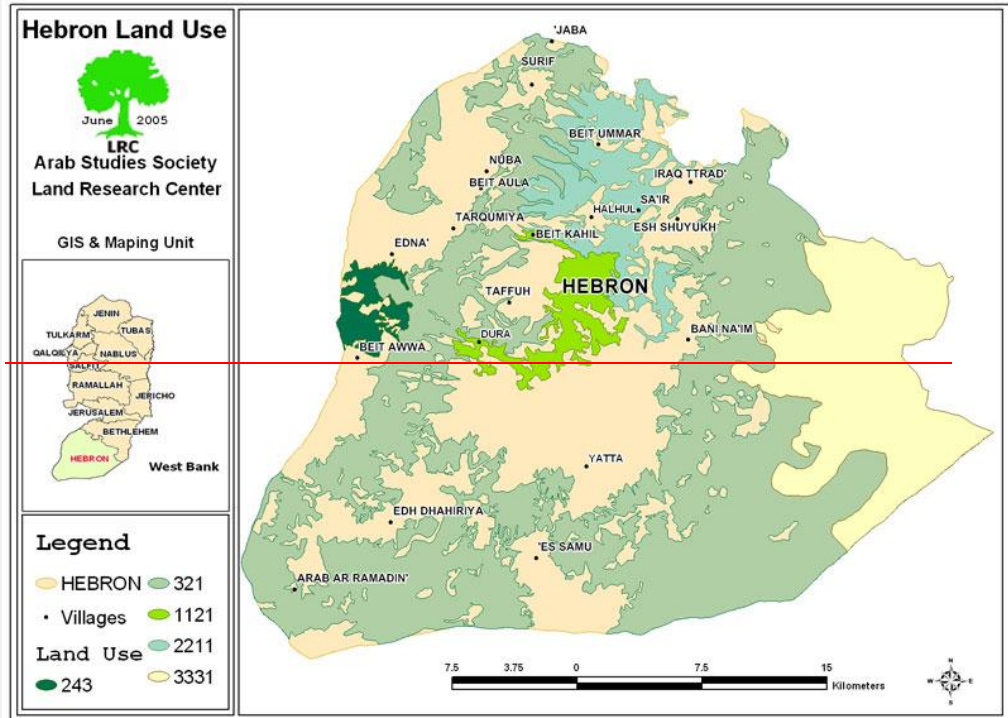 Hebron Land Use
June 2005
LRC
Arab Studies Society
Land Research Center
GIS & Maping Unit
JENIN
TUBAS
TULKARM
QALQILYA
NABLUS
SALFIT
RAMALLAH
JERICHO
JERUSALEM
BETHLEHEM
HEBRON
West Bank
Legend
HEBRON
321
Villages
1121
Land Use
2211
243
3331
'JABA
SURIF
BEIT UMMAR
NUBA
IRAQ TTRAD'
BEIT AULA
SA'IR
HALHUL
TARQUMIYA
ESH SHUYUKH
BEIT KAHIL
EDNA'
HEBRON
TAFFUH
DURA
BANI NA'IM
BEIT AWWA
YATTA
EDH DHAHIRIYA
'ES SAMU
ARAB AR RAMADIN'
7.5 3.75 0 7.5 15
Kilometers
N
W E
S